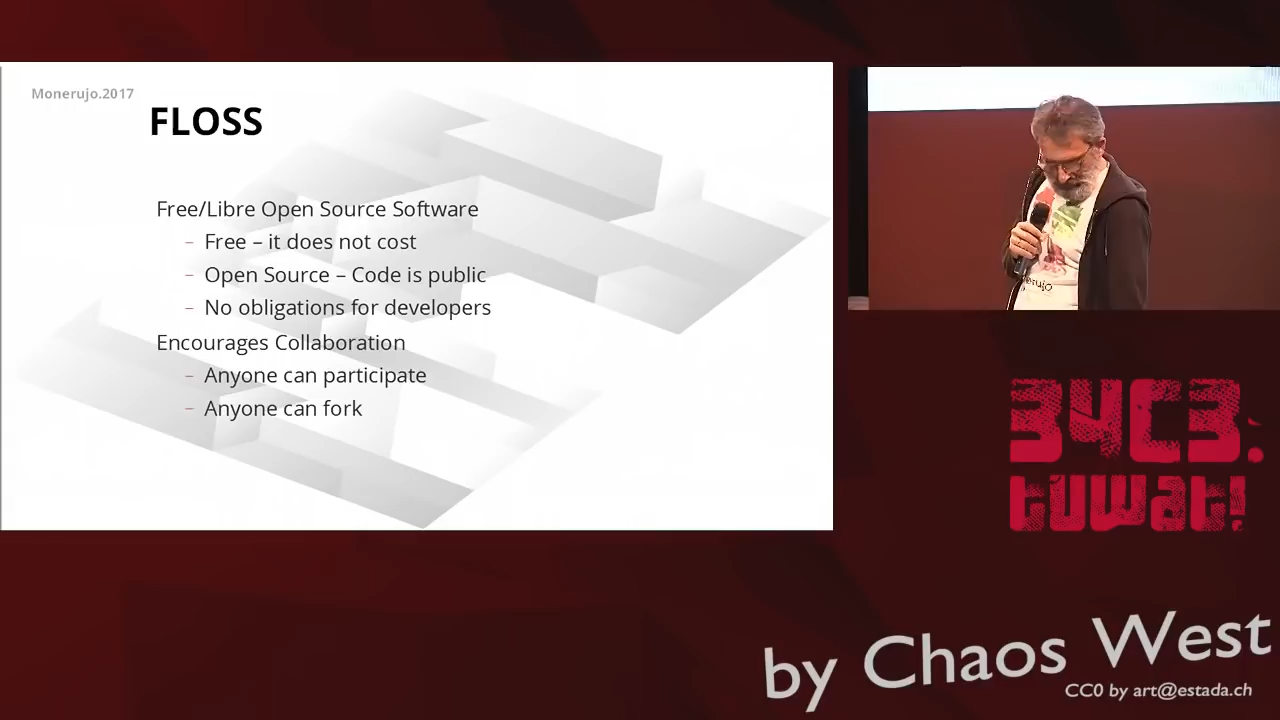 Monerujo.2017
FLOSS
Free/Libre Open Source Software
– Free – it does not cost
– Open Source – Code is public
– No obligations for developers
Encourages Collaboration
– Anyone can participate
– Anyone can fork
34C3:
tuwat!
by Chaos West
CC0 by art@estada.ch